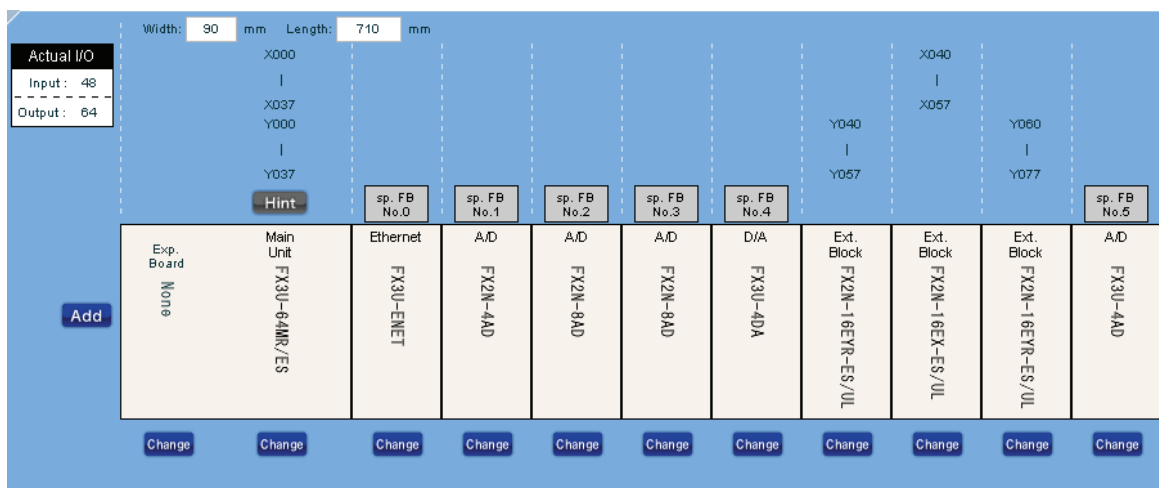 Width: 90 mm Length: 710 mm
Actual I/O
Input : 48
Output : 64
X000
|
X037
Y000
|
Y037
Y040
|
Y057
X040
|
X057
Y060
|
Y077
Hint
sp. FB
No.0
sp. FB
No.1
sp. FB
No.2
sp. FB
No.3
sp. FB
No.4
sp. FB
No.5
Exp.
Board
None
Main
Unit
FX3U-64MR/ES
Ethernet
FX3U-ENET
A/D
FX2N-4AD
A/D
FX2N-8AD
A/D
FX2N-8AD
D/A
FX3U-4DA
Ext.
Block
FX2N-16EYR-ES/UL
Ext.
Block
FX2N-16EX-ES/UL
Ext.
Block
FX2N-16EYR-ES/UL
A/D
FX3U-4AD
Add
Change Change Change Change Change Change Change Change Change Change Change